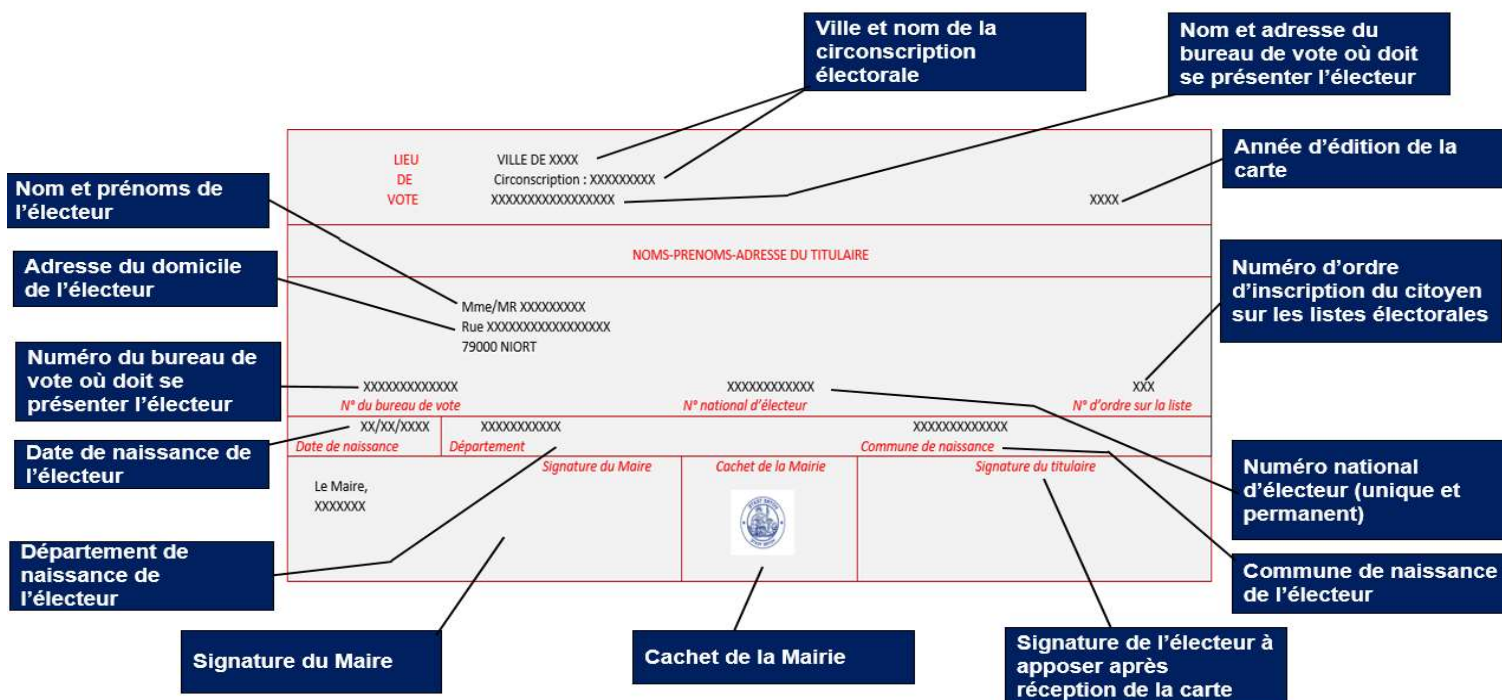 Ville et nom de la
circonscription
électorale
Nom et adresse du
bureau de vote où doit
se présenter l'électeur
Année d'édition de la
carte
Nom et prénoms de
l'électeur
Adresse du domicile
de l'électeur
Numéro du bureau de
vote où doit se
présenter l'électeur
Date de naissance de
l'électeur
Département de
naissance de
l'électeur
LIEU
DE
VOTE
VILLE DE XXXX
Circonscription : XXXXXXXXX
XXXXXXXXXXXXXXXXX
XXXX
NOMS-PRENOMS-ADRESSE DU TITULAIRE
Mme/MR XXXXXXXXX
Rue XXXXXXXXXXXXXXXXX
79000 NIORT
XXXXXXXXXXXXX
N° du bureau de vote
XXXXXXXXXXXX
N° national d'électeur
XXX
N° d'ordre sur la liste
XX/XX/XXXX
Date de naissance
XXXXXXXXXXX
Département
XXXXXXXXXXXXX
Commune de naissance
Signature du Maire
Cachet de la Mairie
Signature du titulaire
Le Maire,
XXXXXXX
Numéro d'ordre
d'inscription du citoyen
sur les listes électorales
Numéro national
d'électeur (unique et
permanent)
Commune de naissance
de l'électeur
Signature du Maire
Cachet de la Mairie
Signature de l'électeur à
apposer après
réception de la carte